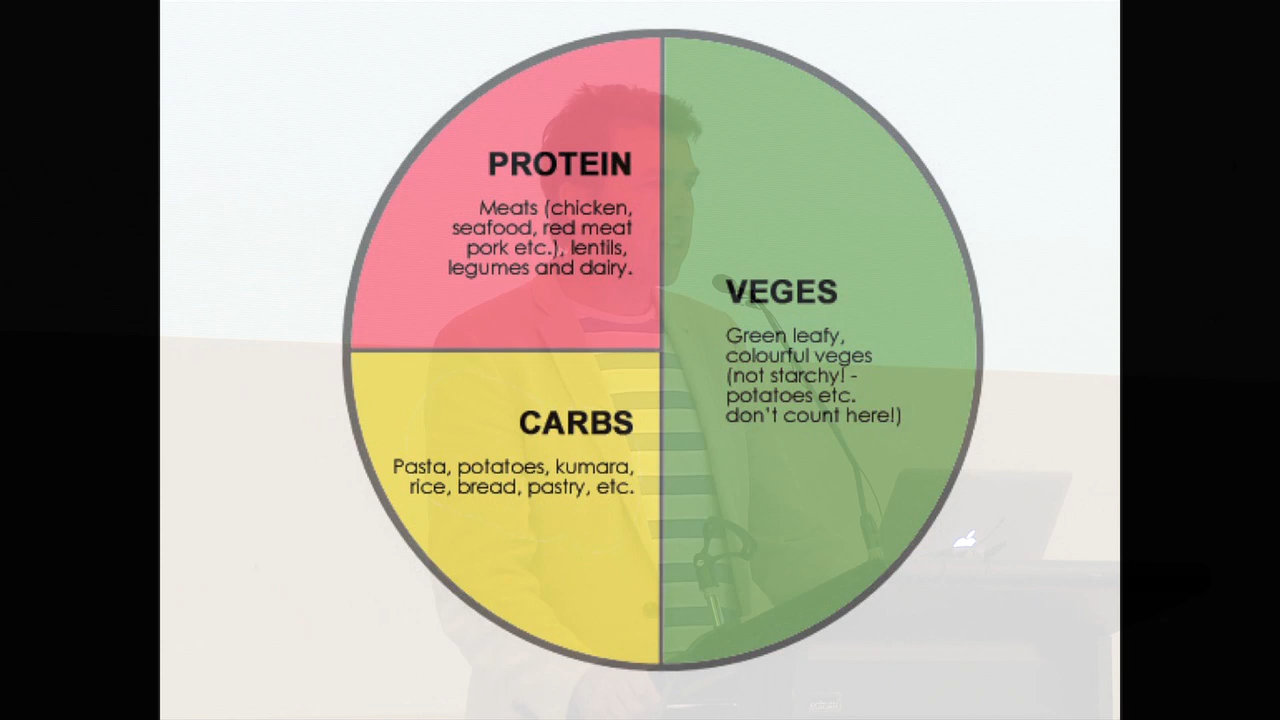 PROTEIN
Meats (chicken,
seafood, red meat
pork etc.), lentils,
legumes and dairy.
VEGES
Green leafy,
colourful veges
(not starchy! -
potatoes etc.
don't count here!)
CARBS
Pasta, potatoes, kumara,
rice, bread, pastry, etc.